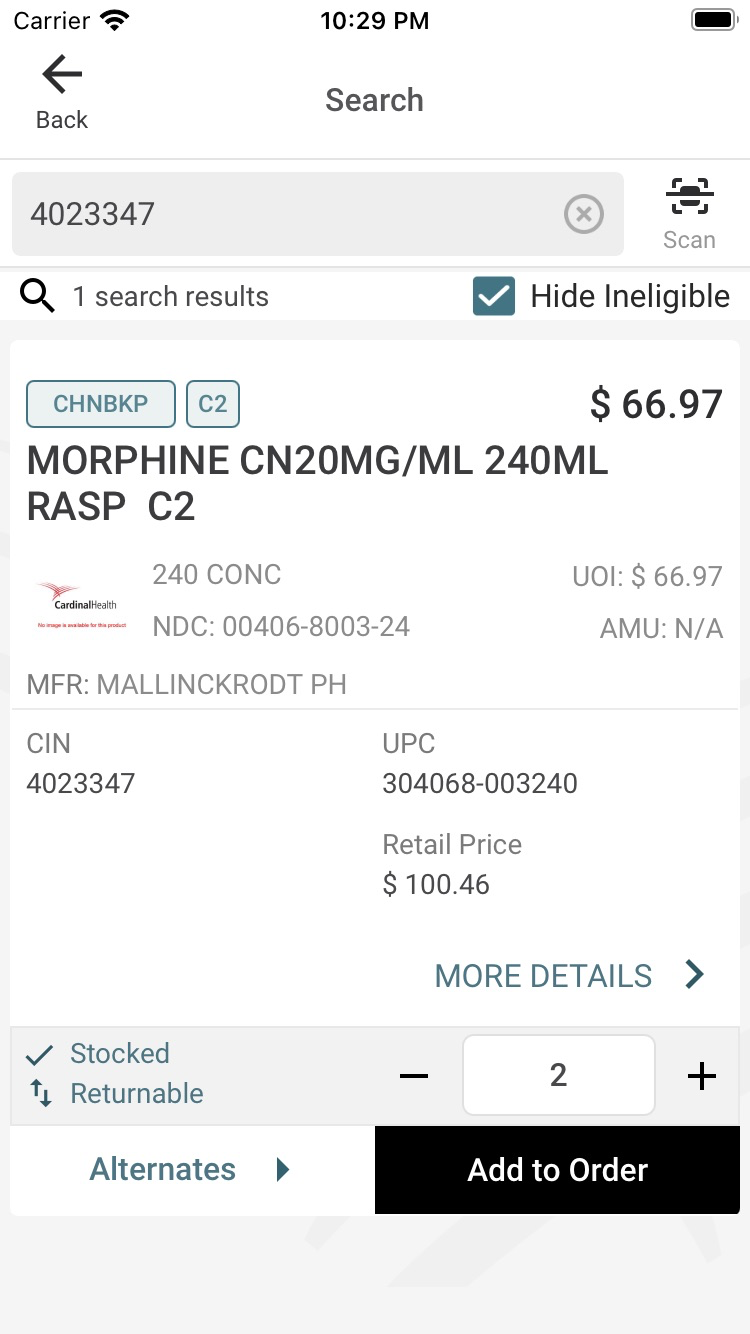 Carrier 10:29 PM
Back
Search
4023347
Scan
1 search results Hide Ineligible
CHNBKP C2 $ 66.97
MORPHINE CN20MG/ML 240ML
RASP C2
240 CONC UOI: $ 66.97
CardinalHealth
No image is available for this product
NDC: 00406-8003-24 AMU: N/A
MFR: MALLINCKRODT PH
CIN UPC
4023347 304068-003240
Retail Price
$ 100.46
MORE DETAILS
Stocked
Returnable
2
Alternates Add to Order